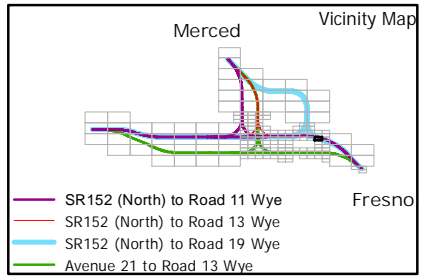 Vicinity Map
Merced
Fresno
SR152 (North) to Road 11 Wye
SR152 (North) to Road 13 Wye
SR152 (North) to Road 19 Wye
Avenue 21 to Road 13 Wye